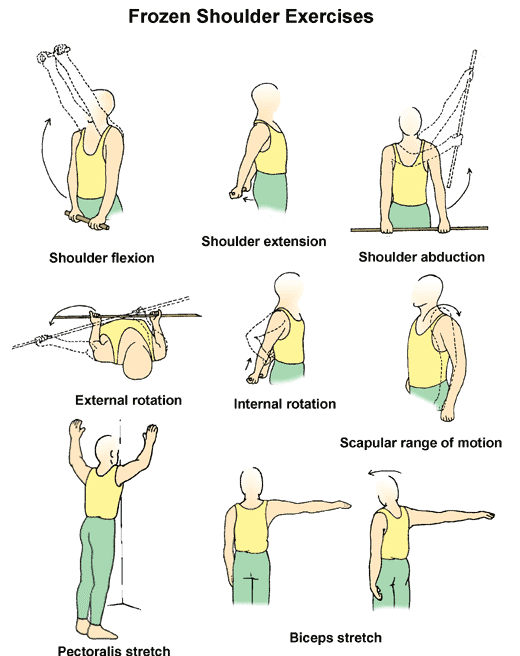 Frozen Shoulder Exercises
Shoulder flexion
Shoulder extension
Shoulder abduction
External rotation
Internal rotation
Scapular range of motion
Pectoralis stretch
Biceps stretch